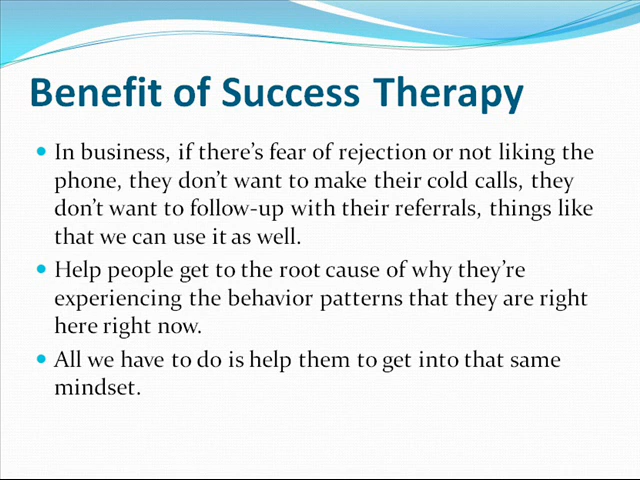 Benefit of Success Therapy
In business, if there's fear of rejection or not liking the
phone, they don't want to make their cold calls, they
don't want to follow-up with their referrals, things like
that we can use it as well.
Help people get to the root cause of why they're
experiencing the behavior patterns that they are right
here right now.
All we have to do is help them to get into that same
mindset.